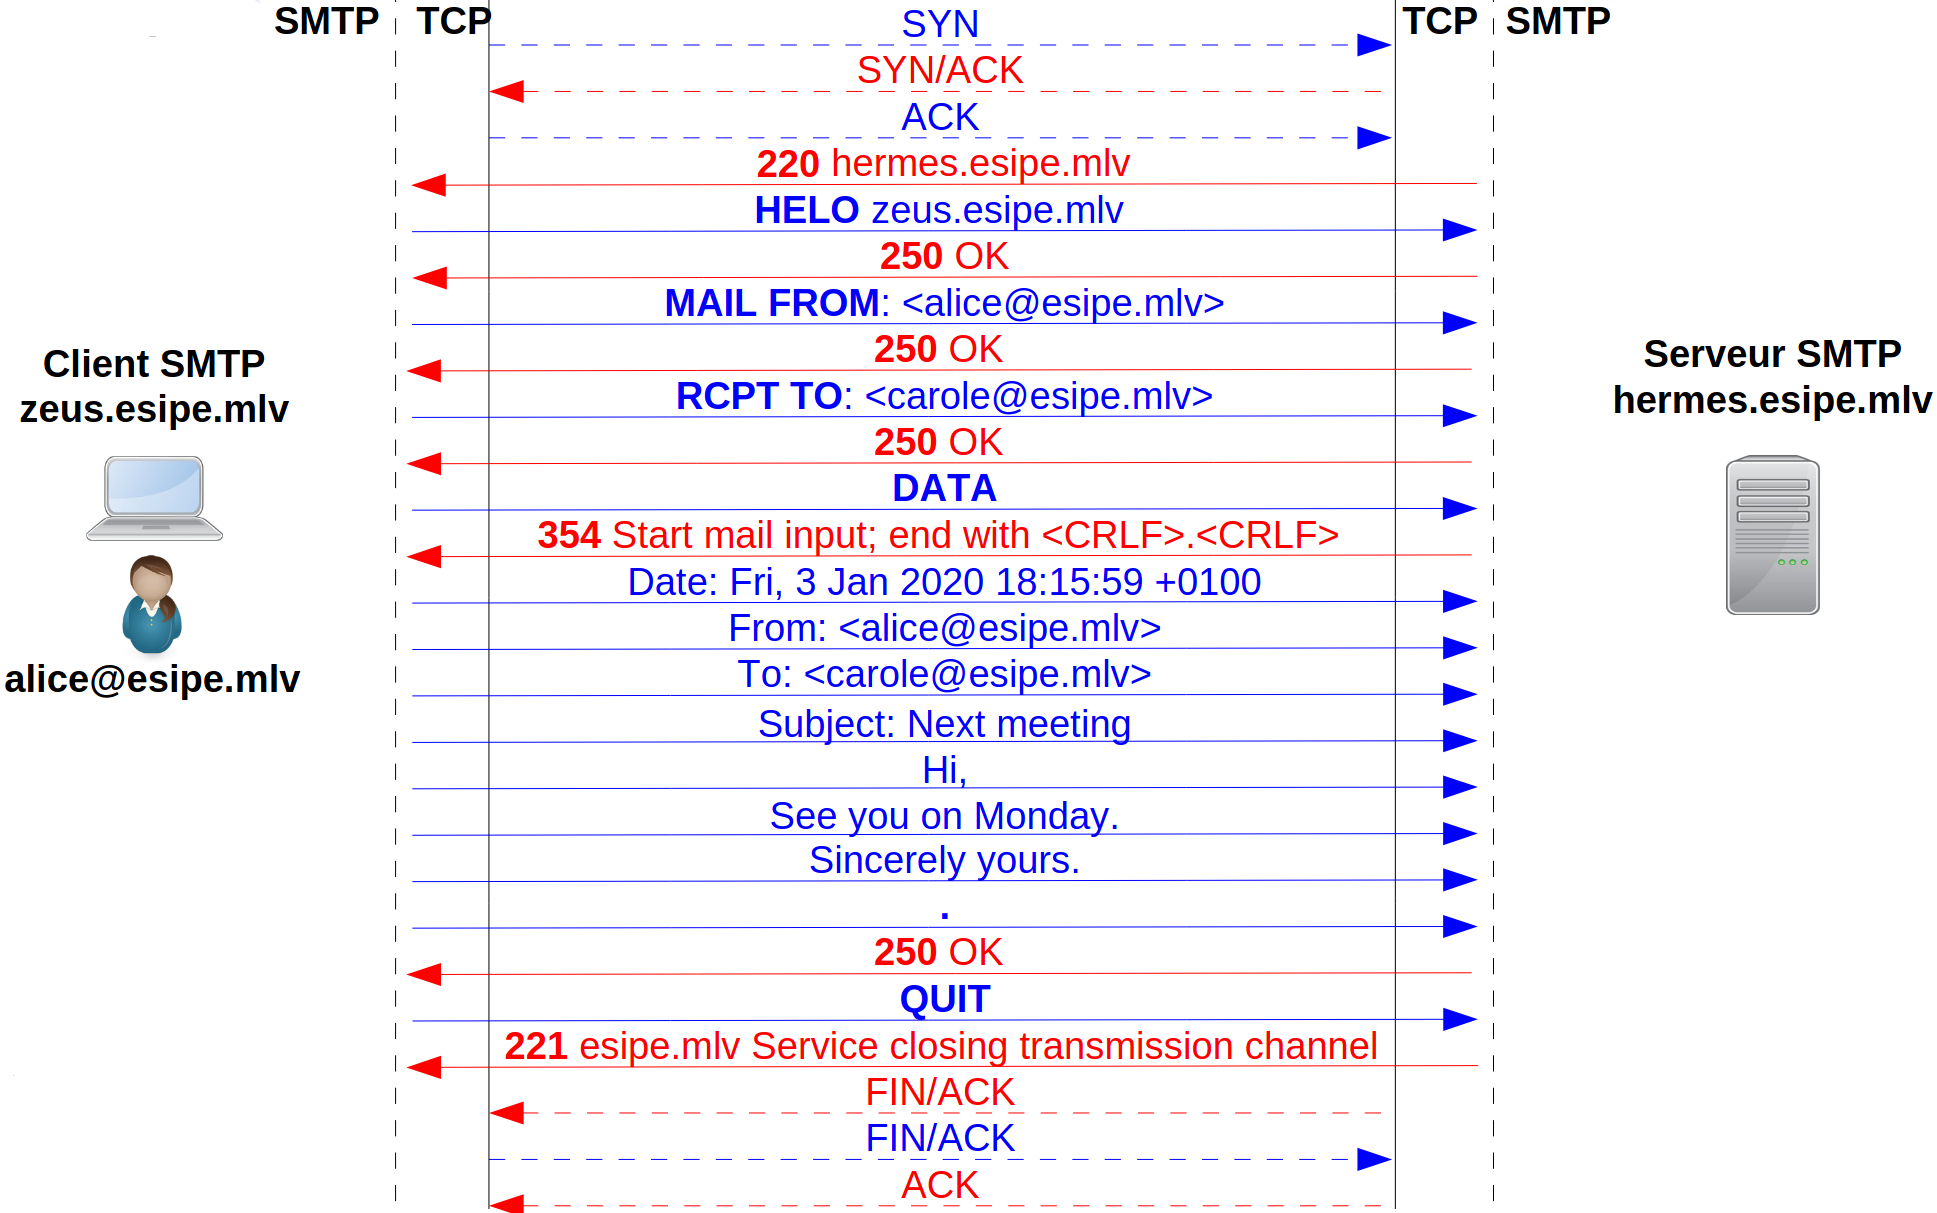 SMTP TCP TCP SMTP
SYN
SYN/ACK
ACK
220 hermes.esipe.mlv
HELO zeus.esipe.mlv
250 OK
MAIL FROM: <alice@esipe.mlv>
250 OK
RCPT TO: <carole@esipe.mlv>
250 OK
DATA
354 Start mail input; end with <CRLF>.<CRLF>
Date: Fri, 3 Jan 2020 18:15:59 +0100
From: <alice@esipe.mlv>
To: <carole@esipe.mlv>
Subject: Next meeting
Hi,
See you on Monday.
Sincerely yours.
.
250 OK
QUIT
221 esipe.mlv Service closing transmission channel
FIN/ACK
FIN/ACK
ACK
Client SMTP
zeus.esipe.mlv
alice@esipe.mlv
Serveur SMTP
hermes.esipe.mlv